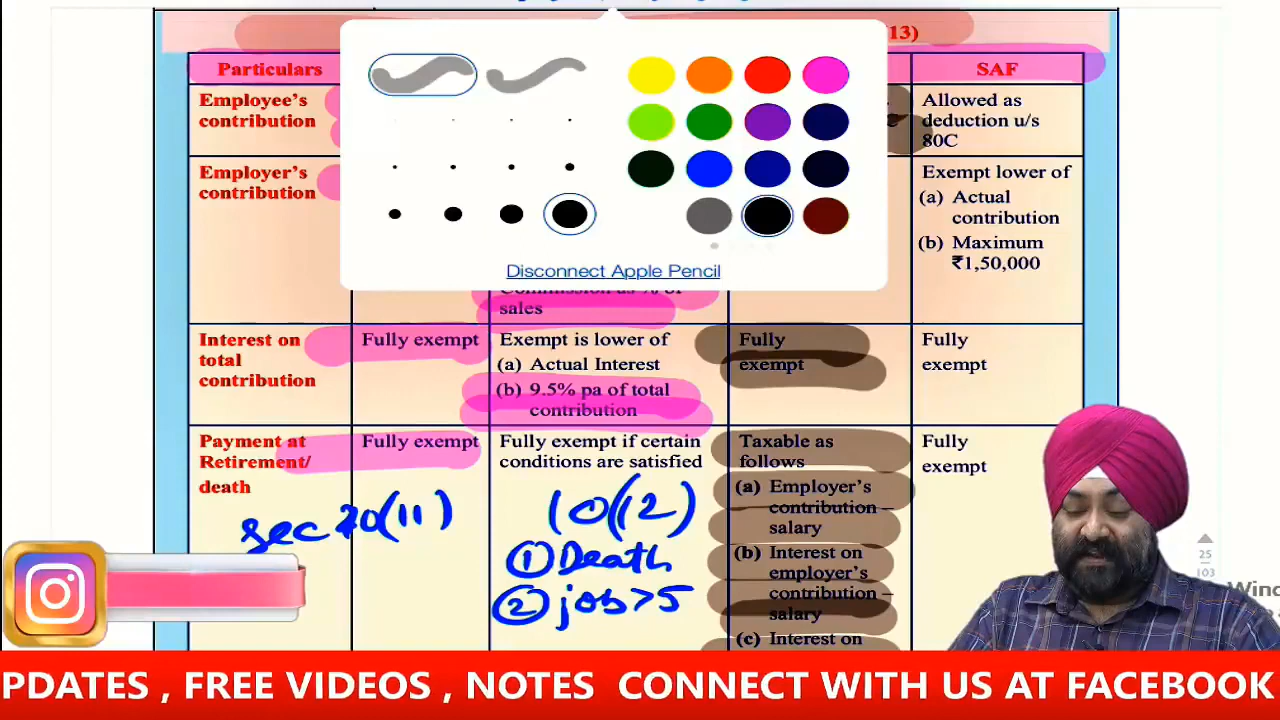 13)
Particulars
SAF
Employee's
contribution
Allowed as
deduction u/s
80C
Employer's
contribution
Exempt lower of
(a) Actual
contribution
(b) Maximum
₹1,50,000
Disconnect Apple Pencil
sales
Interest on
total
contribution
Fully exempt
Exempt is lower of
(a) Actual Interest
(b) 9.5% pa of total
contribution
Fully
exempt
Fully
exempt
Payment at
Retirement/
death
Fully exempt
Fully exempt if certain
conditions are satisfied
Taxable as
follows
(a) Employer's
contribution –
salary
(b) Interest on
employer's
contribution –
salary
(c) Interest on
Fully
exempt
sec 10(11)
10(12)
① Death
② job > 5
25
103
Wind
PDATES , FREE VIDEOS , NOTES CONNECT WITH US AT FACEBOOK